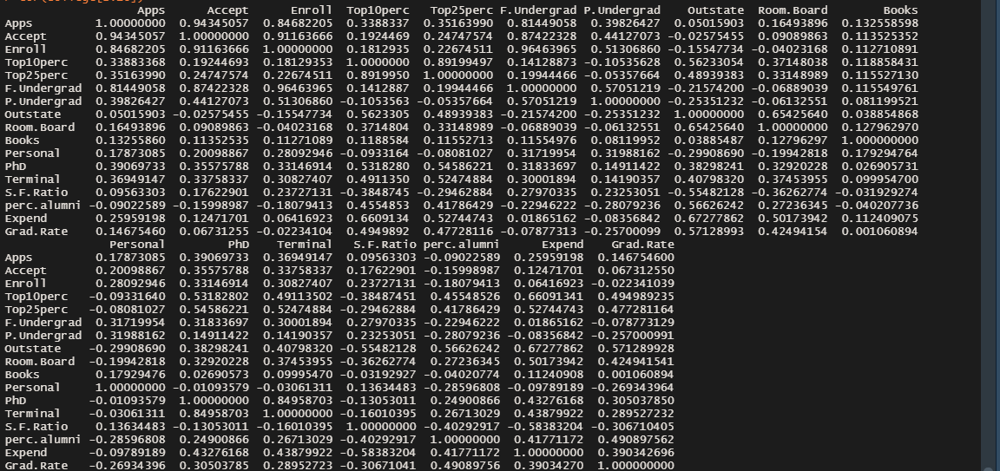 Apps Accept Enroll Top10perc Top25perc F.Undergrad P.Undergrad Outstate Room.Board Books
Apps 1.00000000 0.94345057 0.84682205 0.3388337 0.35163990 0.81449058 0.39826427 0.05015903 0.16493896 0.132558598
Accept 0.94345057 1.00000000 0.91163666 0.1924469 0.24747574 0.87422328 0.44127073 -0.02575455 0.09089863 0.113525352
Enroll 0.84682205 0.91163666 1.00000000 0.1812935 0.22674511 0.96463965 0.51306860 -0.15547734 -0.04023168 0.112710891
Top10perc 0.33883368 0.19244693 0.18129353 1.0000000 0.89199497 0.14128873 -0.10535628 0.56233054 0.37148038 0.118858431
Top25perc 0.35163990 0.24747574 0.22674511 0.8919950 1.00000000 0.19944466 -0.05357664 0.48939383 0.33148989 0.115527130
F.Undergrad 0.81449058 0.87422328 0.96463965 0.1412887 0.19944466 1.00000000 0.57051219 -0.21574200 -0.06889039 0.115549761
P.Undergrad 0.39826427 0.44127073 0.51306860 -0.1053563 -0.05357664 0.57051219 1.00000000 -0.25351232 -0.06132551 0.081199521
Outstate 0.05015903 -0.02575455 -0.15547734 0.5623305 0.48939383 -0.21574200 -0.25351232 1.00000000 0.65425640 0.038854868
Room.Board 0.16493896 0.09089863 -0.04023168 0.3714804 0.33148989 -0.06889039 -0.06132551 0.65425640 1.00000000 0.127962970
Books 0.13255860 0.11352535 0.11271089 0.1188584 0.11552713 0.11554976 0.08119952 0.03885487 0.12796297 1.000000000
Personal 0.17873085 0.20098867 0.28092946 -0.0933164 -0.08081027 0.31719954 0.31988162 -0.29908690 -0.19942818 0.179294764
PhD 0.39069733 0.35575788 0.33146914 0.5318280 0.54586221 0.31833697 0.14911422 0.38298241 0.32920228 0.026905731
Terminal 0.36949147 0.33758337 0.30827407 0.4911350 0.52474884 0.30001894 0.14190357 0.40798320 0.37453955 0.099954700
S.F.Ratio 0.09563303 0.17622901 0.23727131 -0.3848745 -0.29462884 0.27970335 0.23253051 -0.55482128 -0.36262774 -0.031929274
perc.alumni -0.09022589 -0.15998987 -0.18079413 0.4554853 0.41786429 -0.22946222 -0.28079236 0.56626242 0.27236345 -0.040207736
Expend 0.25959198 0.12471701 0.06416923 0.6609134 0.52744743 0.01865162 -0.08356842 0.67277862 0.50173942 0.112409075
Grad.Rate 0.14675460 0.06731255 -0.02234104 0.4949892 0.47728116 -0.07877313 -0.25700099 0.57128993 0.42494154 0.001060894
Personal PhD Terminal S.F.Ratio perc.alumni Expend Grad.Rate
Apps 0.17873085 0.39069733 0.36949147 0.09563303 -0.09022589 0.25959198 0.146754600
Accept 0.20098867 0.35575788 0.33758337 0.17622901 -0.15998987 0.12471701 0.067312550
Enroll 0.28092946 0.33146914 0.30827407 0.23727131 -0.18079413 0.06416923 -0.022341039
Top10perc -0.09331640 0.53182802 0.49113502 -0.38487451 0.45548526 0.66091341 0.494989235
Top25perc -0.08081027 0.54586221 0.52474884 -0.29462884 0.41786429 0.52744743 0.477281164
F.Undergrad 0.31719954 0.31833697 0.30001894 0.27970335 -0.22946222 0.01865162 -0.078773129
P.Undergrad 0.31988162 0.14911422 0.14190357 0.23253051 -0.28079236 -0.08356842 -0.257000991
Outstate -0.29908690 0.38298241 0.40798320 -0.55482128 0.56626242 0.67277862 0.571289928
Room.Board -0.19942818 0.32920228 0.37453955 -0.36262774 0.27236345 0.50173942 0.424941541
Books 0.17929476 0.02690573 0.09995470 -0.03192927 -0.04020774 0.11240908 0.001060894
Personal 1.00000000 -0.01093579 -0.03061311 0.13634483 -0.28596808 -0.09789189 -0.269343964
PhD -0.01093579 1.00000000 0.84958703 -0.13053011 0.24900866 0.43276168 0.305037850
Terminal -0.03061311 0.84958703 1.00000000 -0.16010395 0.26713029 0.43879922 0.289527232
S.F.Ratio 0.13634483 -0.13053011 -0.16010395 1.00000000 -0.40292917 -0.58383204 -0.306710405
perc.alumni -0.28596808 0.24900866 0.26713029 -0.40292917 1.00000000 0.41771172 0.490897562
Expend -0.09789189 0.43276168 0.43879922 -0.58383204 0.41771172 1.00000000 0.390342696
Grad.Rate -0.26934396 0.30503785 0.28952723 -0.30671041 0.49089756 0.39034270 1.000000000